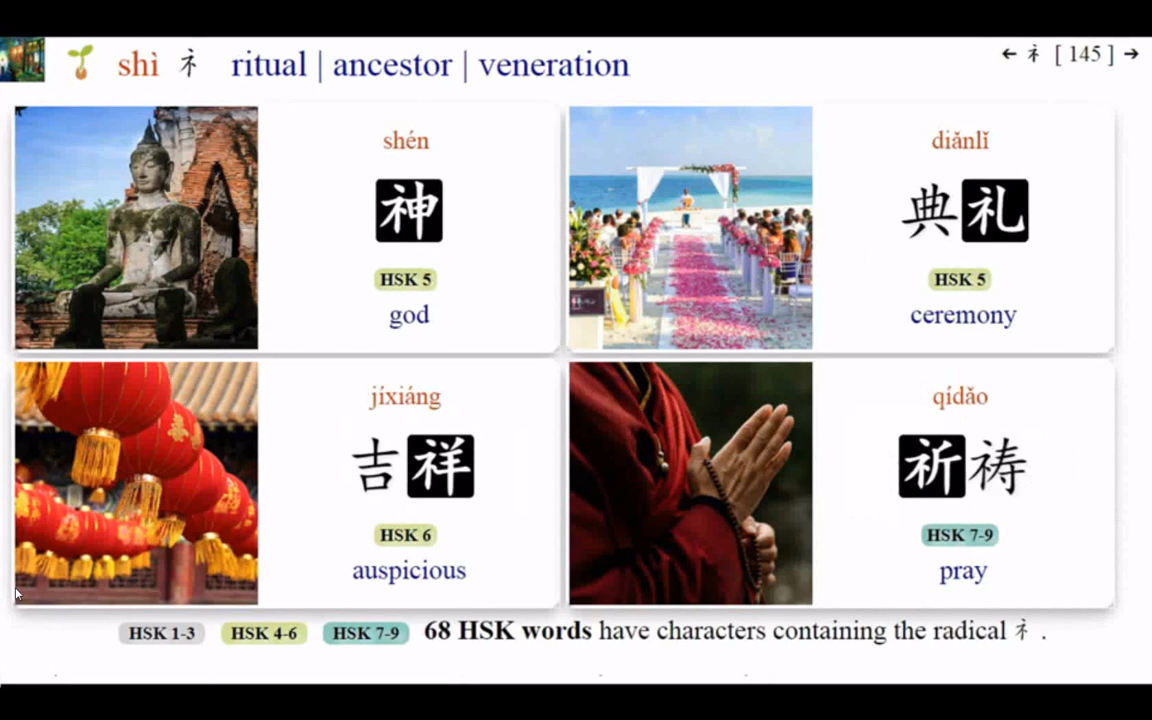 shì 礻 ritual | ancestor | veneration
← 礻 [ 145 ] →
shén
神
HSK 5
god
diǎnlǐ
典礼
HSK 5
ceremony
jíxiáng
吉祥
HSK 6
auspicious
qídǎo
祈祷
HSK 7-9
pray
HSK 1-3 HSK 4-6 HSK 7-9 68 HSK words have characters containing the radical 礻.